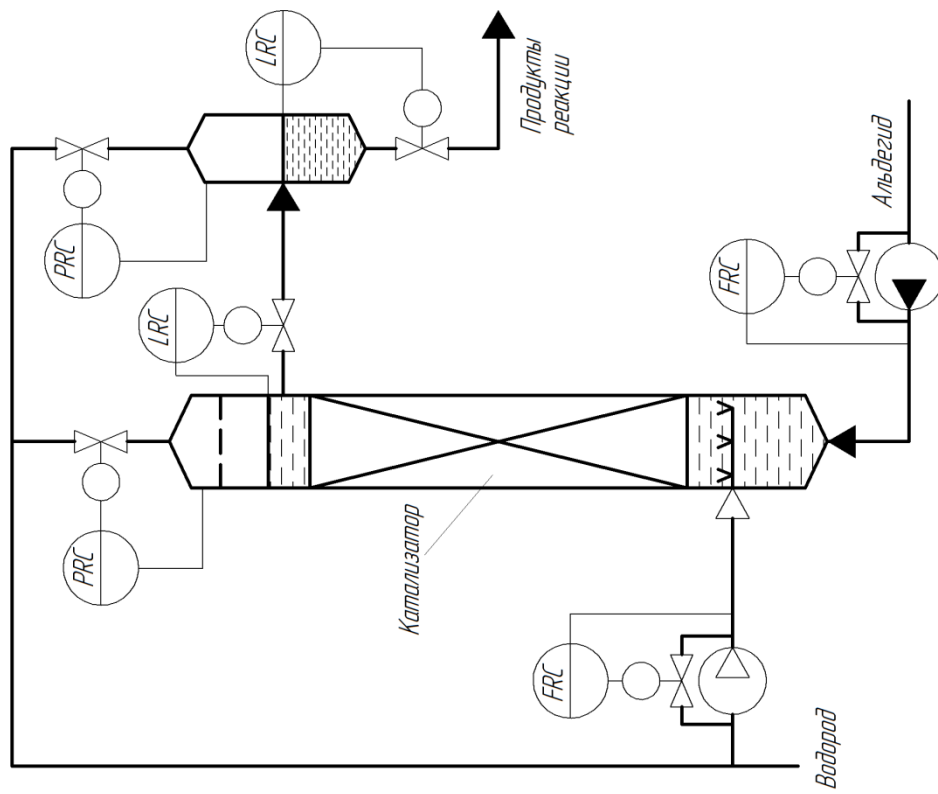 LRC
PRC
LRC
Продукты
реакции
PRC
Катализатор
FRC
Альдегид
FRC
Водород